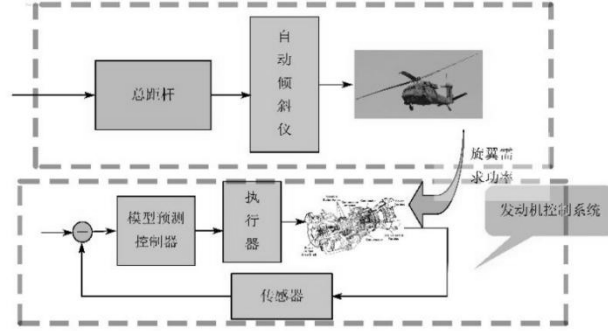 总距杆
自
动
倾
斜
仪
旋翼需
求功率
模型预测
控制器
执
行
器
发动机控制系统
传感器